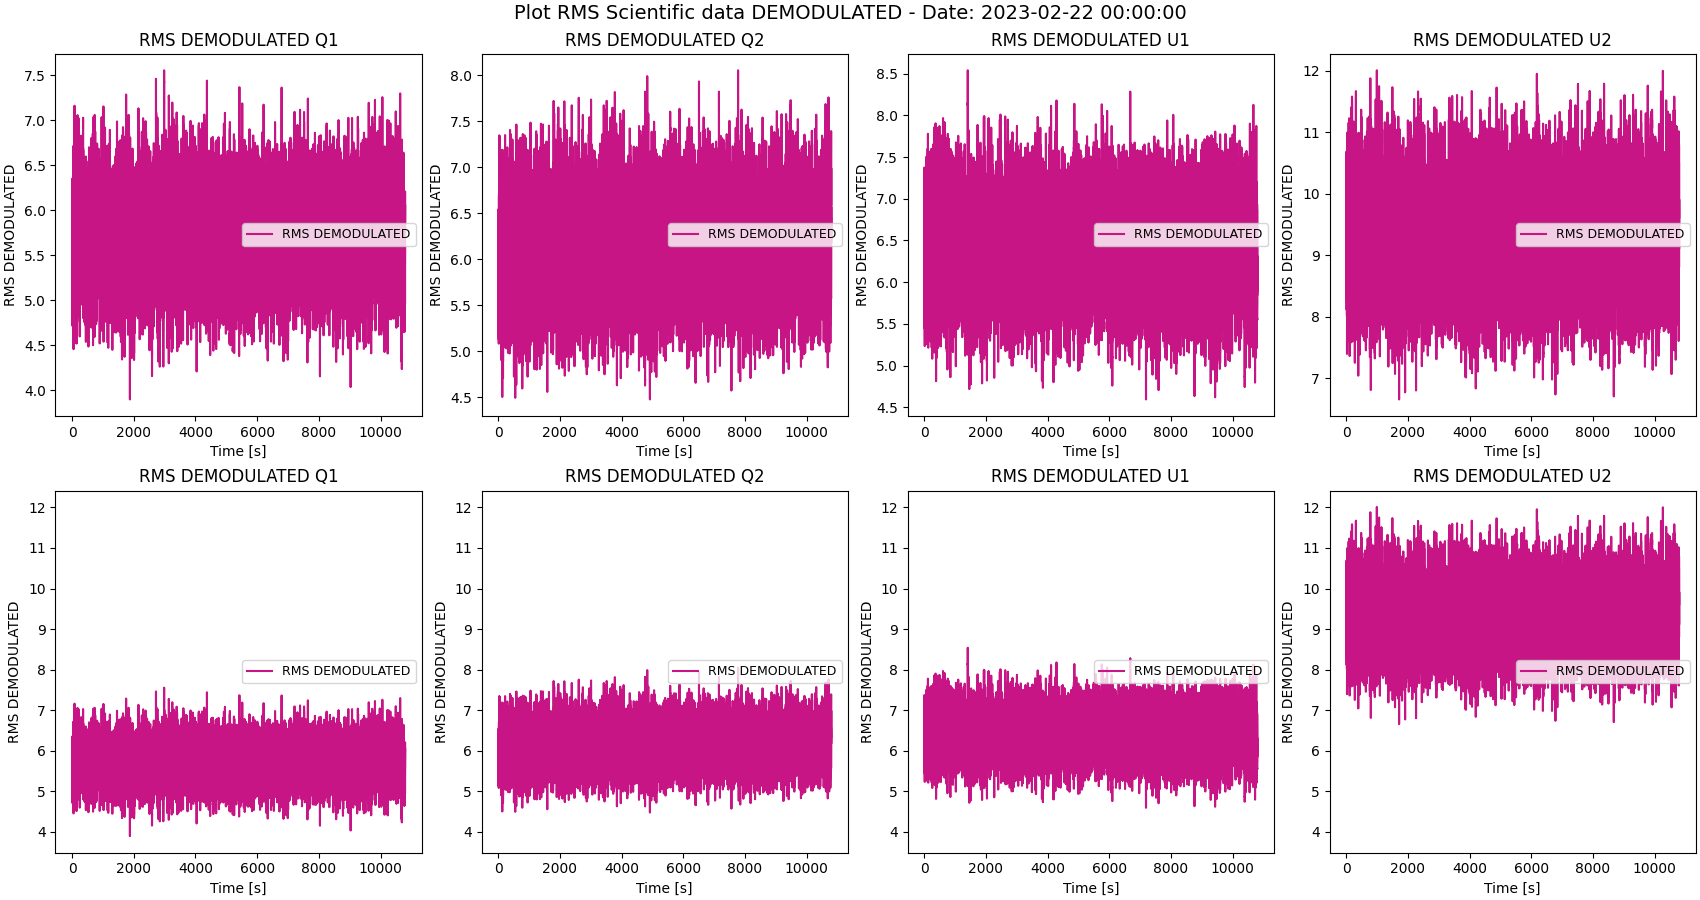 Plot RMS Scientific data DEMODULATED - Date: 2023-02-22 00:00:00
RMS DEMODULATED Q1
RMS DEMODULATED
7.5
7.0
6.5
6.0
5.5
5.0
4.5
4.0
RMS DEMODULATED
0 2000 4000 6000 8000 10000
Time [s]
RMS DEMODULATED Q2
RMS DEMODULATED
8.0
7.5
7.0
6.5
6.0
5.5
5.0
4.5
RMS DEMODULATED
0 2000 4000 6000 8000 10000
Time [s]
RMS DEMODULATED U1
RMS DEMODULATED
8.5
8.0
7.5
7.0
6.5
6.0
5.5
5.0
4.5
RMS DEMODULATED
0 2000 4000 6000 8000 10000
Time [s]
RMS DEMODULATED U2
RMS DEMODULATED
12
11
10
9
8
7
RMS DEMODULATED
0 2000 4000 6000 8000 10000
Time [s]
RMS DEMODULATED Q1
RMS DEMODULATED
12
11
10
9
8
7
6
5
4
RMS DEMODULATED
0 2000 4000 6000 8000 10000
Time [s]
RMS DEMODULATED Q2
RMS DEMODULATED
12
11
10
9
8
7
6
5
4
RMS DEMODULATED
0 2000 4000 6000 8000 10000
Time [s]
RMS DEMODULATED U1
RMS DEMODULATED
12
11
10
9
8
7
6
5
4
RMS DEMODULATED
0 2000 4000 6000 8000 10000
Time [s]
RMS DEMODULATED U2
RMS DEMODULATED
12
11
10
9
8
7
6
5
4
RMS DEMODULATED
0 2000 4000 6000 8000 10000
Time [s]